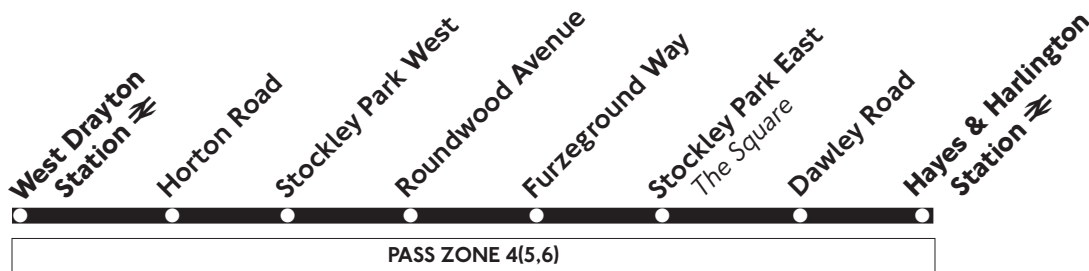 West Drayton
Station
Horton Road
Stockley Park West
Roundwood Avenue
Furzeground Way
Stockley Park East
The Square
Dawley Road
Hayes & Harlington
Station
PASS ZONE 4(5,6)